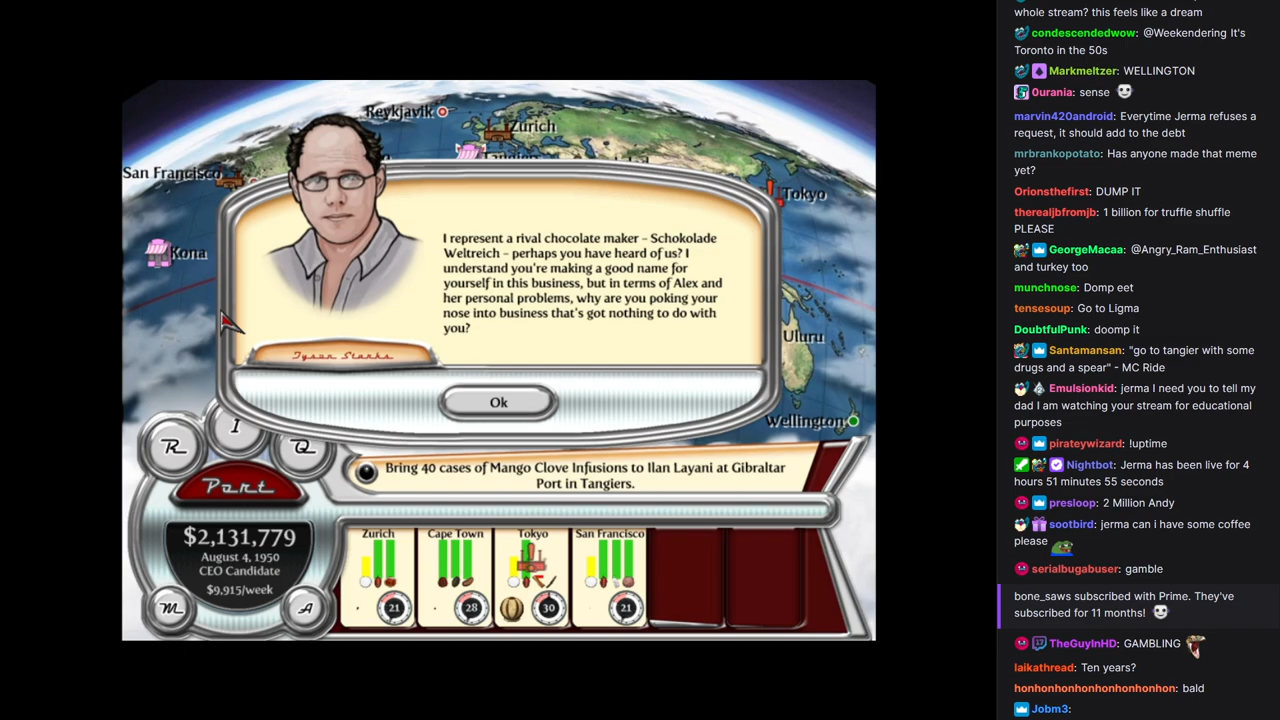 Reykjavik
Zurich
Tangiers
San Francisco
Tokyo
Kona
I represent a rival chocolate maker – Schokolade
Weltreich – perhaps you have heard of us? I
understand you're making a good name for
yourself in this business, but in terms of Alex and
her personal problems, why are you poking your
nose into business that's got nothing to do with
you?
Tyson Starks
Ok
Uluru
Wellington
R
I
Q
Port
Bring 40 cases of Mango Clove Infusions to Ilan Layani at Gibraltar
Port in Tangiers.
$2,131,779
August 4, 1950
CEO Candidate
$9,915/week
M
A
Zurich
Cape Town
Tokyo
San Francisco
21
28
30
21
whole stream? this feels like a dream
condescendedwow: @Weekendering It's
Toronto in the 50s
Markmeltzer: WELLINGTON
0urania: sense
marvin420android: Everytime Jerma refuses a
request, it should add to the debt
mrbrankopotato: Has anyone made that meme
yet?
Orionsthefirst: DUMP IT
therealjbfromjb: 1 billion for truffle shuffle
PLEASE
GeorgeMacaa: @Angry_Ram_Enthusiast
and turkey too
munchnose: Domp eet
tensesoup: Go to Ligma
DoubtfulPunk: doomp it
Santamansan: "go to tangier with some
drugs and a spear" - MC Ride
Emulsionkid: jerma I need you to tell my
dad I am watching your stream for educational
purposes
pirateywizard: !uptime
Nightbot: Jerma has been live for 4
hours 51 minutes 55 seconds
presloop: 2 Million Andy
sootbird: jerma can i have some coffee
please
serialbugabuser: gamble
bone_saws subscribed with Prime. They've
subscribed for 11 months!
TheGuyInHD: GAMBLING
laikathread: Ten years?
honhonhonhonhonhonhonhon: bald
Jobm3: